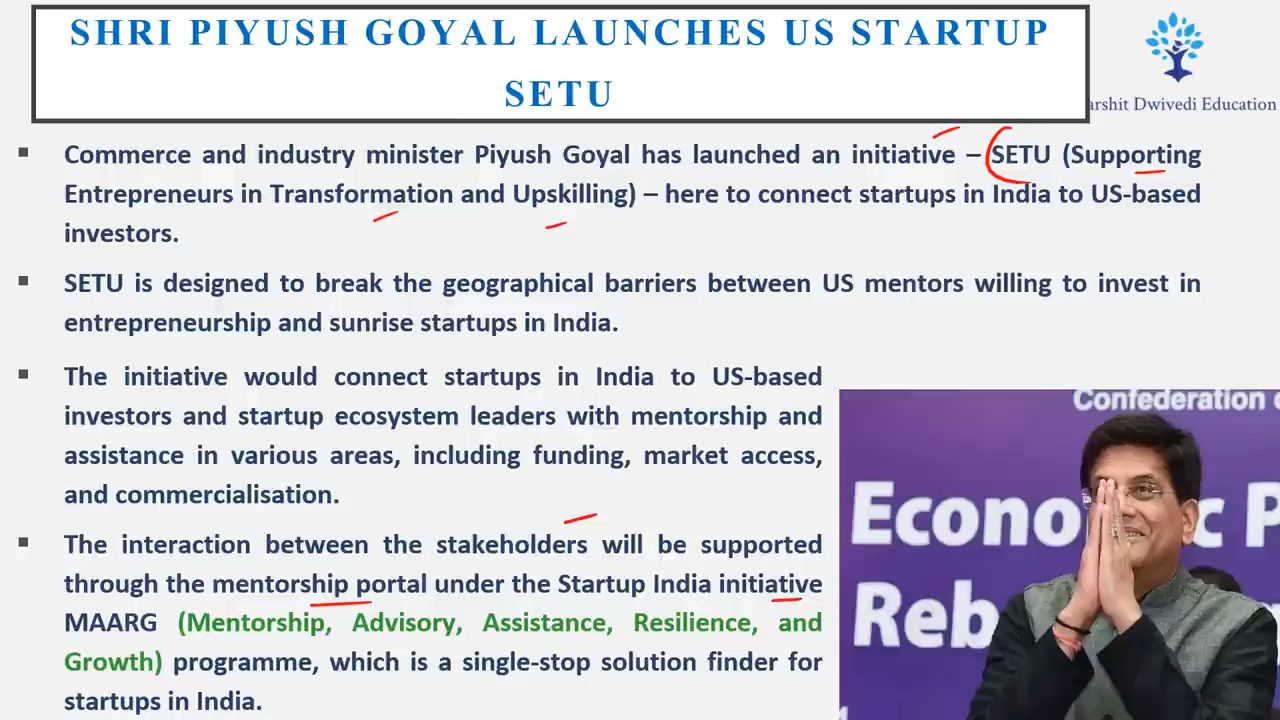 SHRI PIYUSH GOYAL LAUNCHES US STARTUP
SETU
arshit Dwivedi Education
Commerce and industry minister Piyush Goyal has launched an initiative – SETU (Supporting
Entrepreneurs in Transformation and Upskilling) – here to connect startups in India to US-based
investors.
SETU is designed to break the geographical barriers between US mentors willing to invest in
entrepreneurship and sunrise startups in India.
The initiative would connect startups in India to US-based
investors and startup ecosystem leaders with mentorship and
assistance in various areas, including funding, market access,
and commercialisation.
The interaction between the stakeholders will be supported
through the mentorship portal under the Startup India initiative
MAARG (Mentorship, Advisory, Assistance, Resilience, and
Growth) programme, which is a single-stop solution finder for
startups in India.
Confederation
Econo c P
Reb